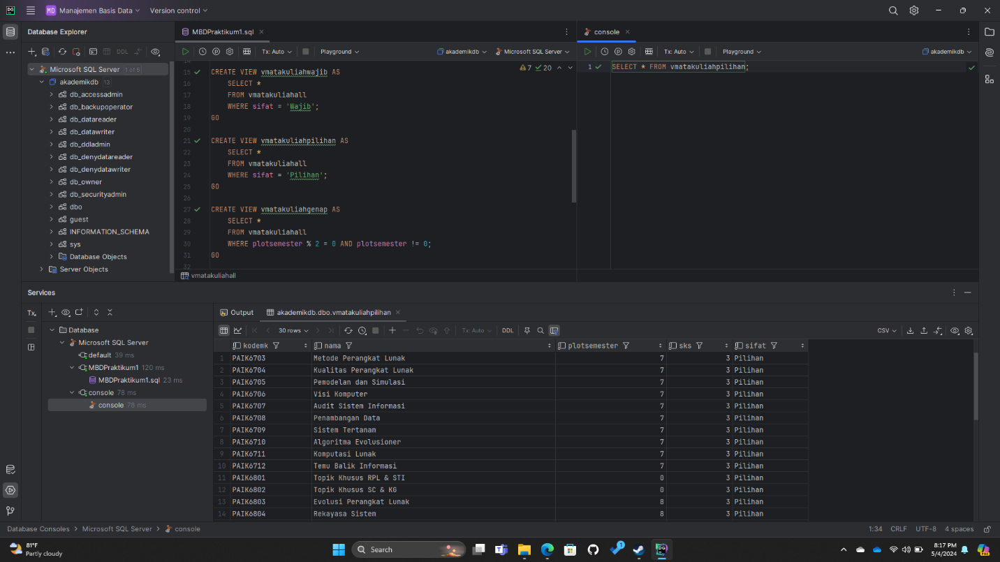 MD Manajemen Basis Data Version control
Database Explorer
DDL
Microsoft SQL Server 1 of 5
akademikdb 13
db_accessadmin
db_backupoperator
db_datareader
db_datawriter
db_ddladmin
db_denydatareader
db_denydatawriter
db_owner
db_securityadmin
dbo
guest
INFORMATION_SCHEMA
sys
Database Objects
Server Objects
MBDPraktikum1.sql
Tx: Auto Playground akademikdb Microsoft SQL Server
7 20
15 CREATE VIEW vmatakuliahwajib AS
16 SELECT *
17 FROM vmatakuliahall
18 WHERE sifat = 'Wajib';
19 GO
20
21 CREATE VIEW vmatakuliahpilihan AS
22 SELECT *
23 FROM vmatakuliahall
24 WHERE sifat = 'Pilihan';
25 GO
26
27 CREATE VIEW vmatakuliahgenap AS
28 SELECT *
29 FROM vmatakuliahall
30 WHERE plotsemester % 2 = 0 AND plotsemester != 0;
31 GO
32
vmatakuliahall
console
Tx: Auto Playground akademikdb
1 SELECT * FROM vmatakuliahpilihan;
Services
Tx
Database
Microsoft SQL Server
default 39 ms
MBDPraktikum1 120 ms
MBDPraktikum1.sql 23 ms
console 78 ms
console 78 ms
Output akademikdb.dbo.vmatakuliahpilihan
30 rows Tx: Auto DDL CSV
kodemk nama plotsemester sks sifat
1 PAIK6703 Metode Perangkat Lunak 7 3 Pilihan
2 PAIK6704 Kualitas Perangkat Lunak 7 3 Pilihan
3 PAIK6705 Pemodelan dan Simulasi 7 3 Pilihan
4 PAIK6706 Visi Komputer 7 3 Pilihan
5 PAIK6707 Audit Sistem Informasi 7 3 Pilihan
6 PAIK6708 Penambangan Data 7 3 Pilihan
7 PAIK6709 Sistem Tertanam 7 3 Pilihan
8 PAIK6710 Algoritma Evolusioner 7 3 Pilihan
9 PAIK6711 Komputasi Lunak 7 3 Pilihan
10 PAIK6712 Temu Balik Informasi 7 3 Pilihan
11 PAIK6801 Topik Khusus RPL & STI 0 3 Pilihan
12 PAIK6802 Topik Khusus SC & KG 0 3 Pilihan
13 PAIK6803 Evolusi Perangkat Lunak 8 3 Pilihan
14 PAIK6804 Rekayasa Sistem 8 3 Pilihan
Database Consoles Microsoft SQL Server console
1:34 CRLF UTF-8 4 spaces
81°F
Partly cloudy
Search
1
8:17 PM
5/4/2024